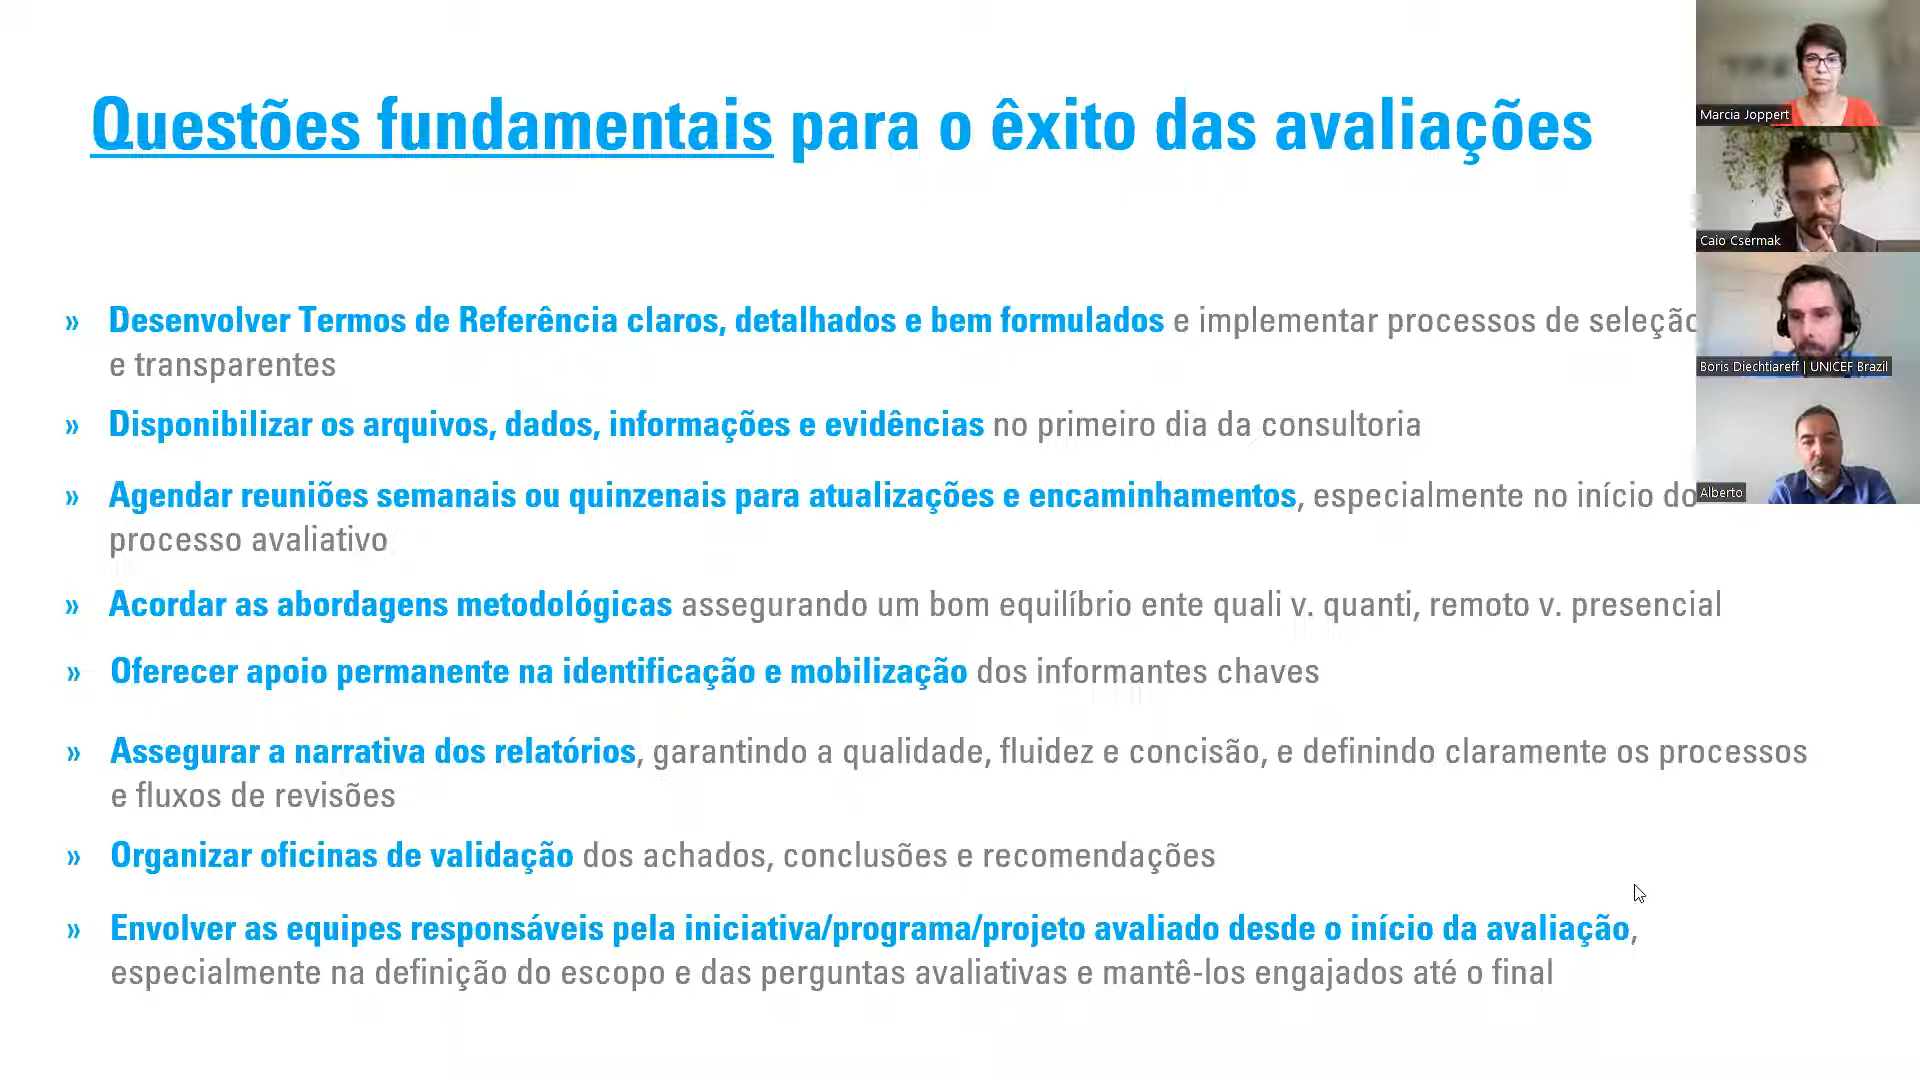 Questões fundamentais para o êxito das avaliações
» Desenvolver Termos de Referência claros, detalhados e bem formulados e implementar processos de
e transparentes
» Disponibilizar os arquivos, dados, informações e evidências no primeiro dia da consultoria
» Agendar reuniões semanais ou quinzenais para atualizações e encaminhamentos, especialmente no início do
processo avaliativo
» Acordar as abordagens metodológicas assegurando um bom equilíbrio ente quali v. quanti, remoto v. presencial
» Oferecer apoio permanente na identificação e mobilização dos informantes chaves
» Assegurar a narrativa dos relatórios, garantindo a qualidade, fluidez e concisão, e definindo claramente os processos
e fluxos de revisões
» Organizar oficinas de validação dos achados, conclusões e recomendações
» Envolver as equipes responsáveis pela iniciativa/programa/projeto avaliado desde o início da avaliação,
especialmente na definição do escopo e das perguntas avaliativas e mantê-los engajados até o final
Marcia Joppert
Caio Csermak
Boris Diechtiareff | UNICEF Brazil
Alberto